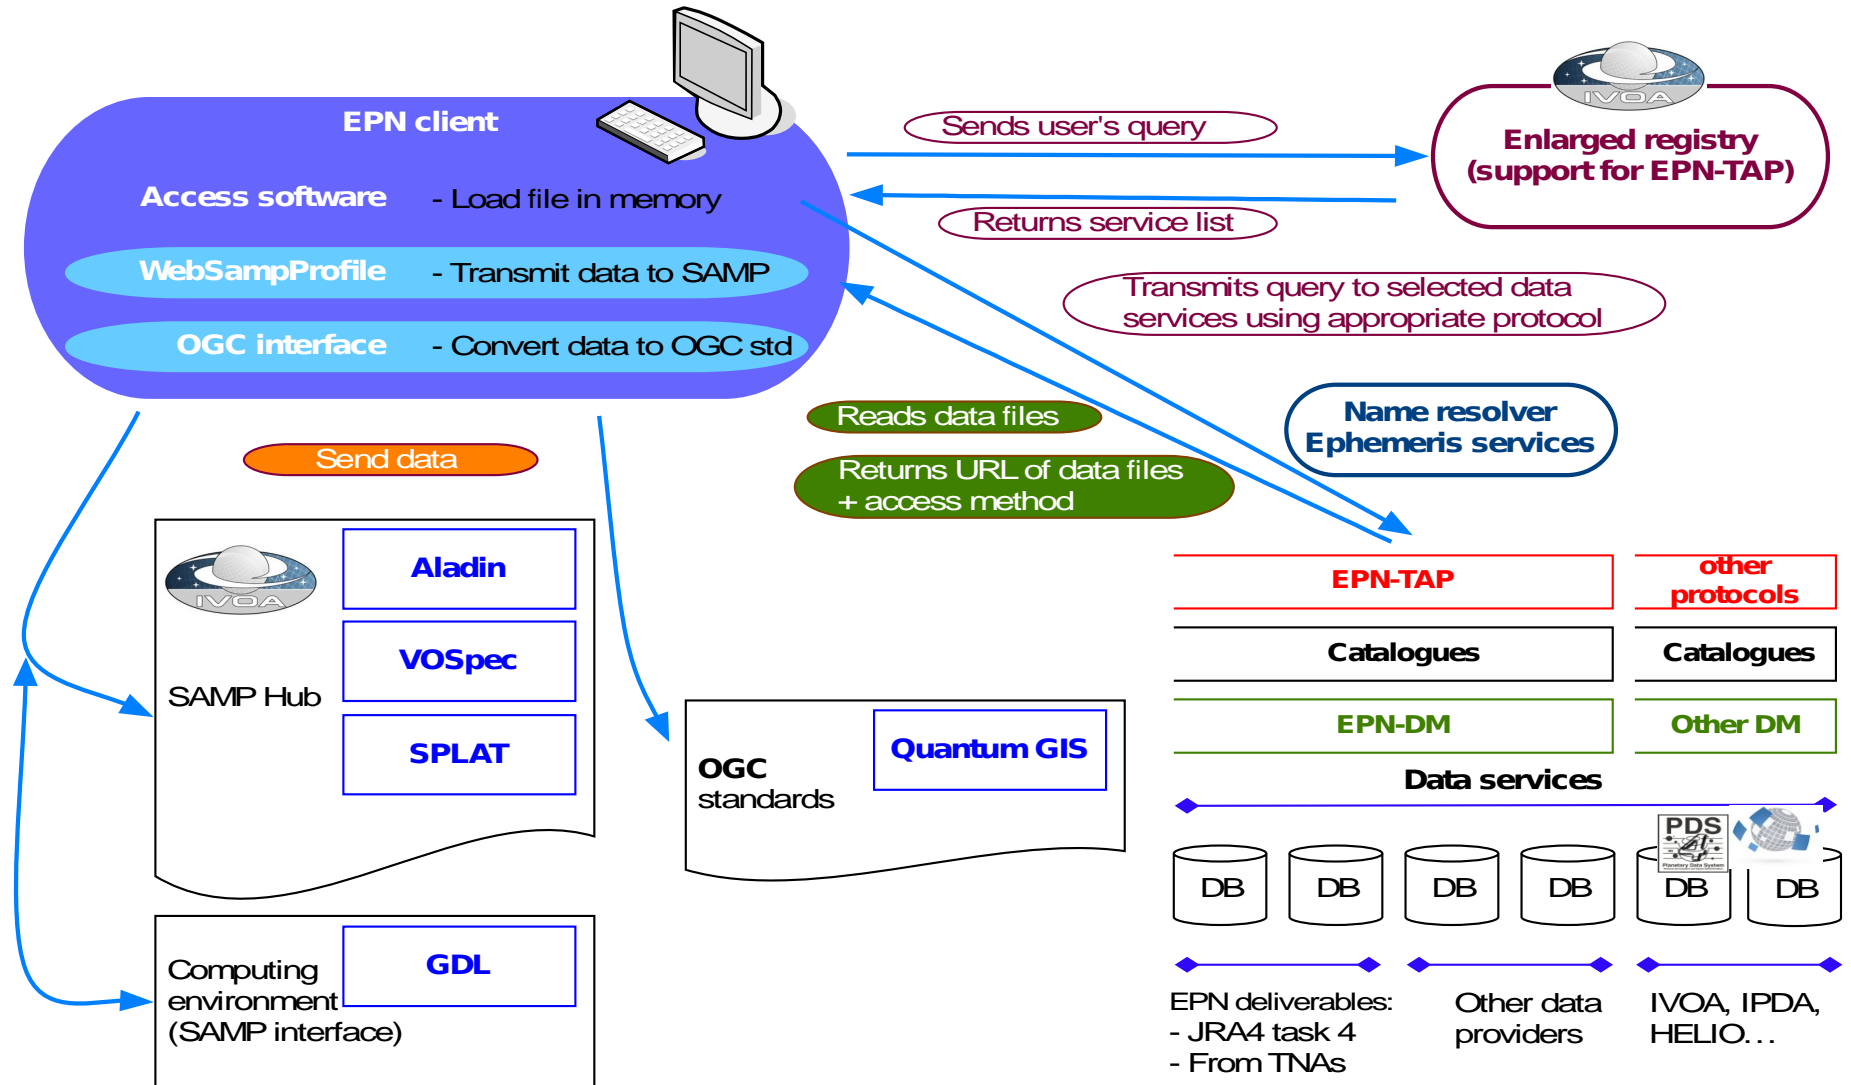 EPN client
Access software - Load file in memory
WebSampProfile - Transmit data to SAMP
OGC interface - Convert data to OGC std
Sends user's query
Returns service list
IVOA
Enlarged registry
(support for EPN-TAP)
Transmits query to selected data
services using appropriate protocol
Name resolver
Ephemeris services
Reads data files
Returns URL of data files
+ access method
Send data
IVOA
SAMP Hub
Aladin
VOSpec
SPLAT
OGC
standards
Quantum GIS
Computing
environment
(SAMP interface)
GDL
EPN-TAP
other
protocols
Catalogues
Catalogues
EPN-DM
Other DM
Data services
PDS
Planetary Data System
DB
DB
DB
DB
DB
DB
EPN deliverables:
- JRA4 task 4
- From TNAs
Other data
providers
IVOA, IPDA,
HELIO...